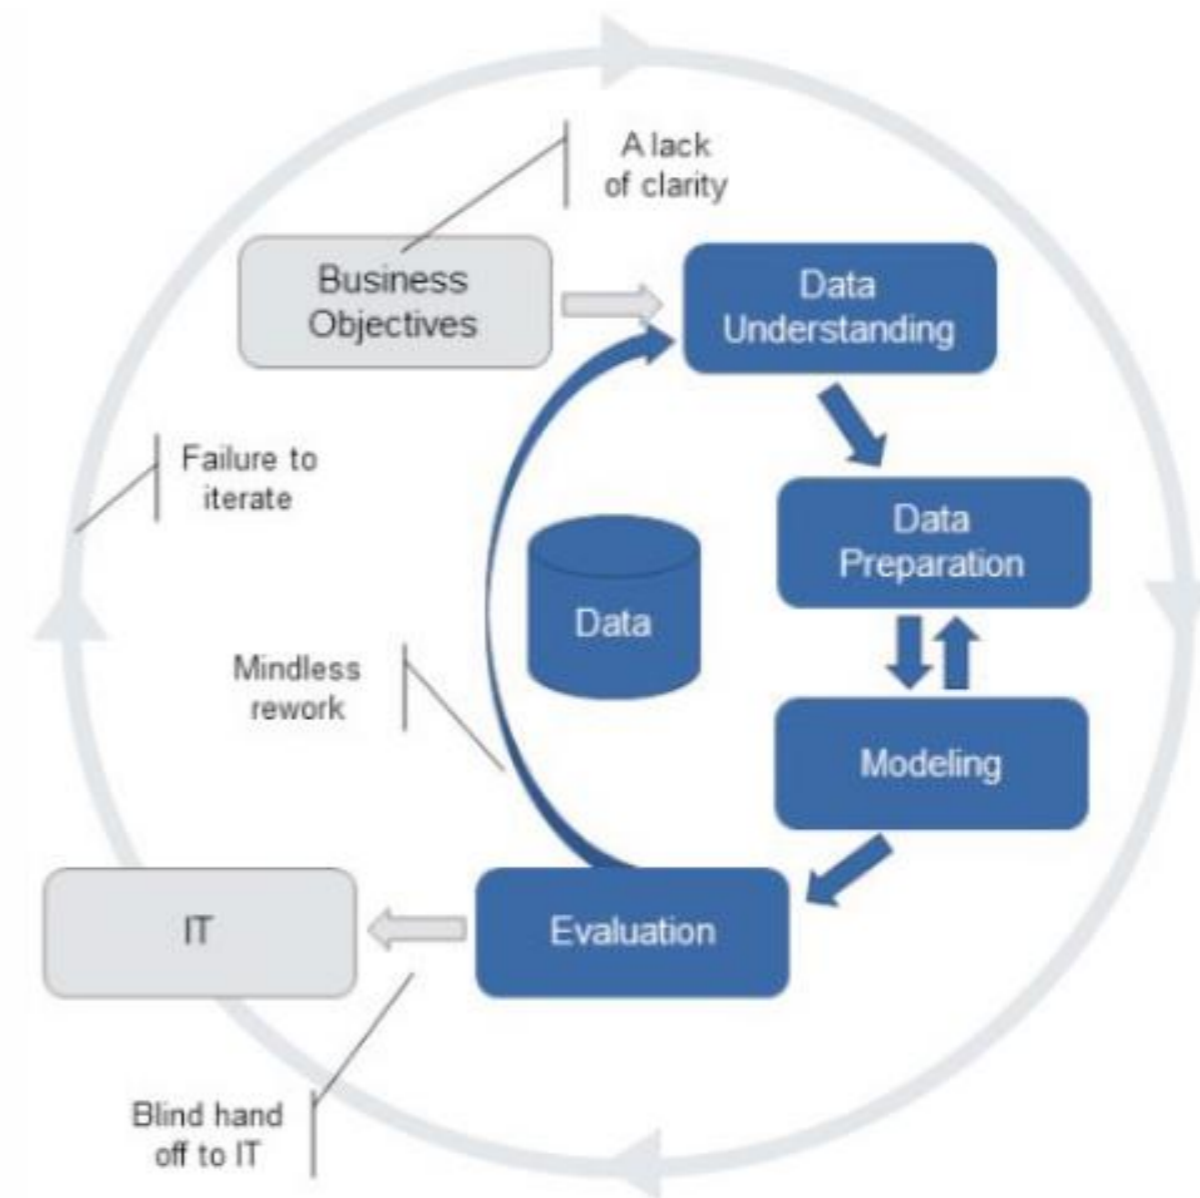 A lack
of clarity
Business
Objectives
Data
Understanding
Failure to
iterate
Data
Preparation
Data
Mindless
rework
Modeling
IT
Evaluation
Blind hand
off to IT